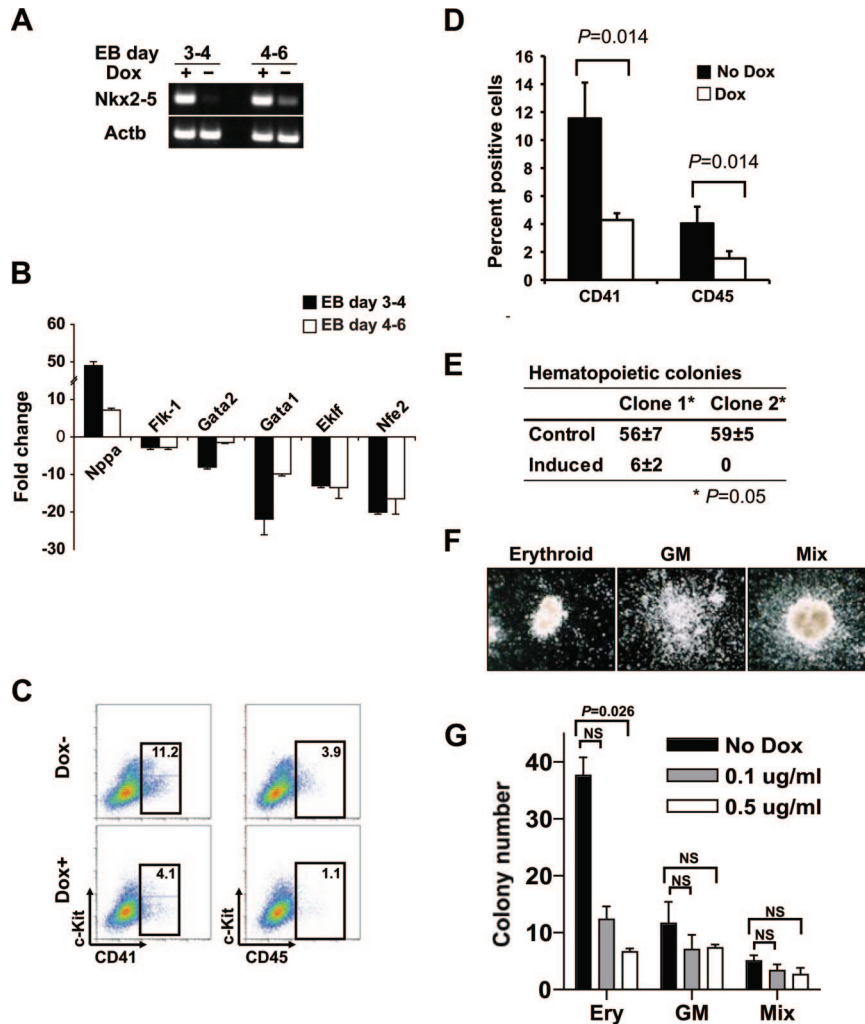 A
EB day 3-4 4-6
Dox + − + −
Nkx2-5
Actb
B
EB day 3-4
EB day 4-6
Fold change
60
50
10
0
-10
-20
-30
Nppa
Flk-1
Gata2
Gata1
Eklf
Nfe2
C
Dox-
11.2
3.9
Dox+
4.1
1.1
c-Kit
CD41
c-Kit
CD45
D
P=0.014
No Dox
Dox
P=0.014
Percent positive cells
16
14
12
10
8
6
4
2
0
CD41 CD45
E
Hematopoietic colonies
Clone 1* Clone 2*
Control 56±7 59±5
Induced 6±2 0
* P=0.05
F
Erythroid GM Mix
G
P=0.026
NS
No Dox
0.1 ug/ml
0.5 ug/ml
NS
NS
NS
NS
Colony number
40
30
20
10
0
Ery GM Mix